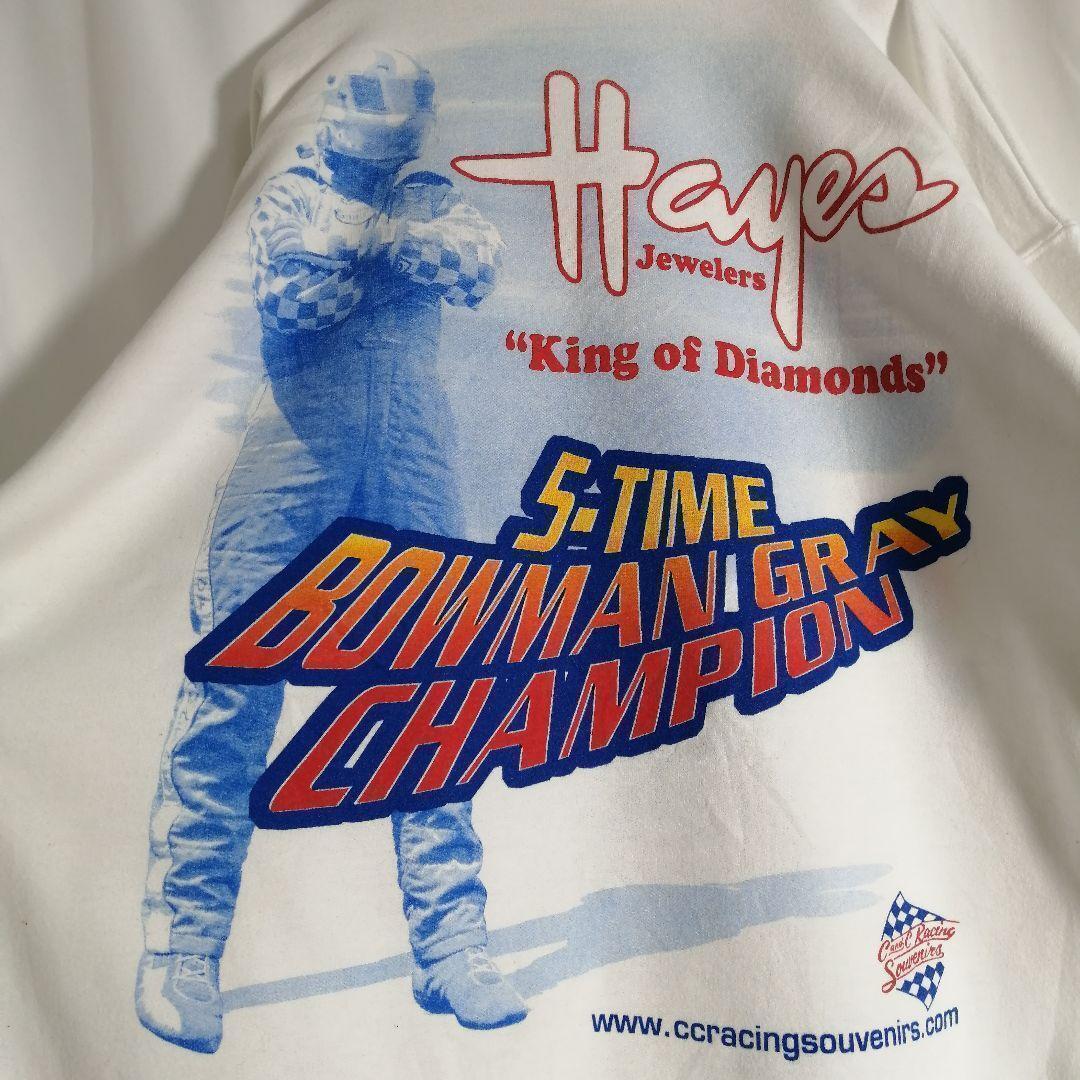 Hayes
Jewelers
“King of Diamonds”
5-TIME
BOWMAN GRAY
CHAMPION
C and C Racing
Souvenirs
www.ccracingsouvenirs.com